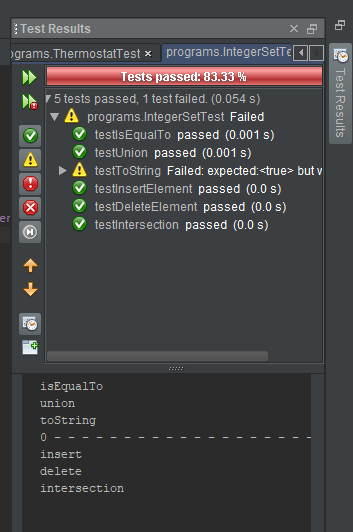 Test Results
ograms.ThermostatTest × programs.IntegerSetTe
Tests passed: 83.33 %
5 tests passed, 1 test failed. (0.054 s)
programs.IntegerSetTest Failed
testIsEqualTo passed (0.001 s)
testUnion passed (0.001 s)
testToString Failed: expected:<true> but w
testInsertElement passed (0.0 s)
testDeleteElement passed (0.0 s)
testIntersection passed (0.0 s)
isEqualTo
union
toString
0 - - - - - - - - - - - - - - - - - - - -
insert
delete
intersection
Test Results